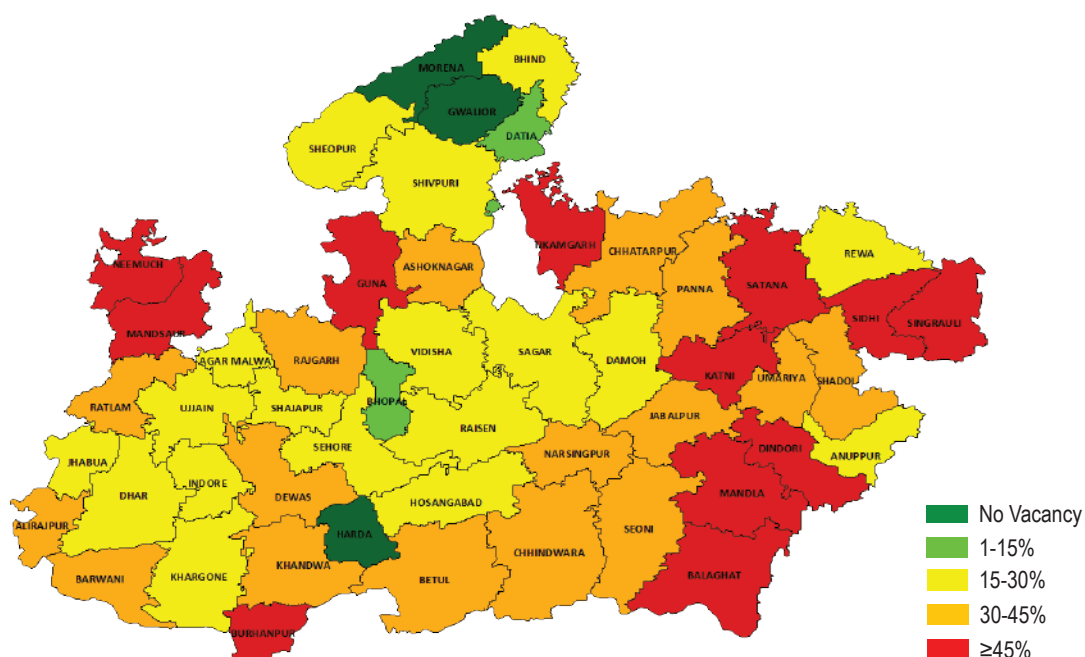 BHIND
MORENA
GWALIOR
DATIA
SHEOPUR
SHIVPURI
TIKAMGARH
CHHATARPUR
REWA
NEEMUCH
ASHOKNAGAR
GUNA
PANNA
SATANA
SIDHI
SINGRAULI
MANDSAUR
VIDISHA
SAGAR
DAMOH
AGAR MALWA
RAJGARH
KATNI
UMARIYA
SHADOL
RATLAM
UJJAIN
SHAJAPUR
BHOPAL
RAISEN
JABALPUR
SEHORE
NARSINGPUR
DINDORI
ANUPPUR
JHABUA
INDORE
DHAR
DEWAS
HOSANGABAD
MANDLA
ALIRAJPUR
HARDA
SEONI
CHHINDWARA
KHANDWA
BARWANI
KHARGONE
BETUL
BALAGHAT
BURHANPUR
No Vacancy
1-15%
15-30%
30-45%
≥45%